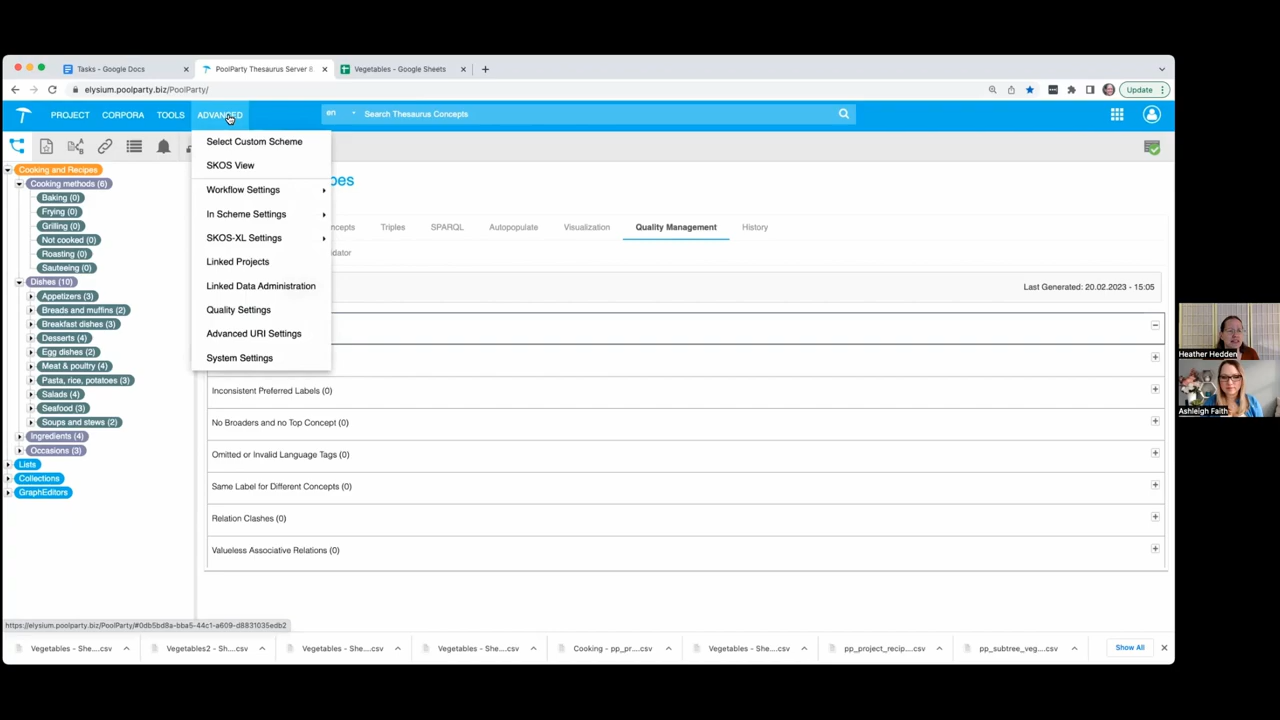 Tasks - Google Docs
PoolParty Thesaurus Server 8
Vegetables - Google Sheets
elysium.poolparty.biz/PoolParty/
Update
PROJECT
CORPORA
TOOLS
ADVANCED
en
Search Thesaurus Concepts
Select Custom Scheme
SKOS View
Workflow Settings
In Scheme Settings
SKOS-XL Settings
Linked Projects
Linked Data Administration
Quality Settings
Advanced URI Settings
System Settings
Cooking and Recipes
Cooking methods (6)
Baking (0)
Frying (0)
Grilling (0)
Not cooked (0)
Roasting (0)
Sauteeing (0)
Dishes (10)
Appetizers (3)
Breads and muffins (2)
Breakfast dishes (3)
Desserts (4)
Egg dishes (2)
Meat & poultry (4)
Pasta, rice, potatoes (3)
Salads (4)
Seafood (3)
Soups and stews (2)
Ingredients (4)
Occasions (3)
Lists
Collections
GraphEditors
pes
ncepts
Triples
SPARQL
Autopopulate
Visualization
Quality Management
History
idator
Last Generated: 20.02.2023 - 15:05
Inconsistent Preferred Labels (0)
No Broaders and no Top Concept (0)
Omitted or Invalid Language Tags (0)
Same Label for Different Concepts (0)
Relation Clashes (0)
Valueless Associative Relations (0)
Heather Hedden
Ashleigh Faith
https://elysium.poolparty.biz/PoolParty/#0db5bd8a-bba5-44c1-a609-d8831035edb2
Vegetables - She....csv
Vegetables2 - Sh....csv
Vegetables - She....csv
Vegetables - She....csv
Cooking - pp_pr....csv
Vegetables - She....csv
pp_project_recip....csv
pp_subtree_veg....csv
Show All